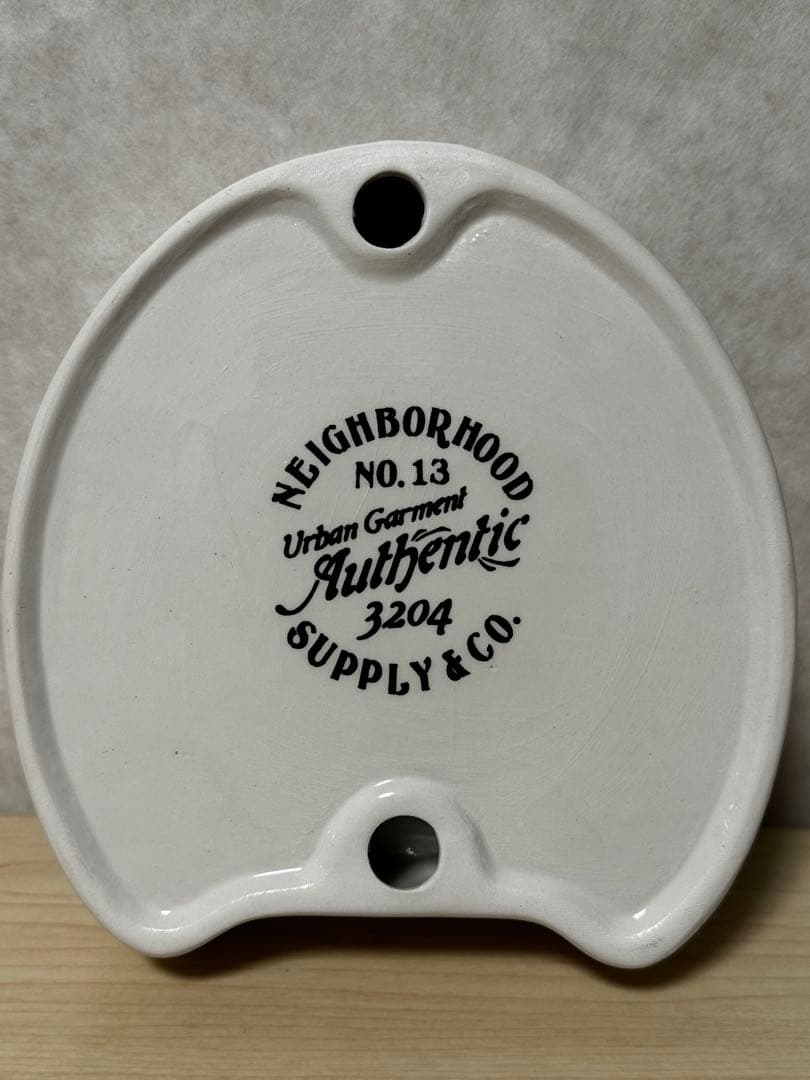 NEIGHBORHOOD
NO. 13
Urban Garment
Authentic
3204
SUPPLY & CO.